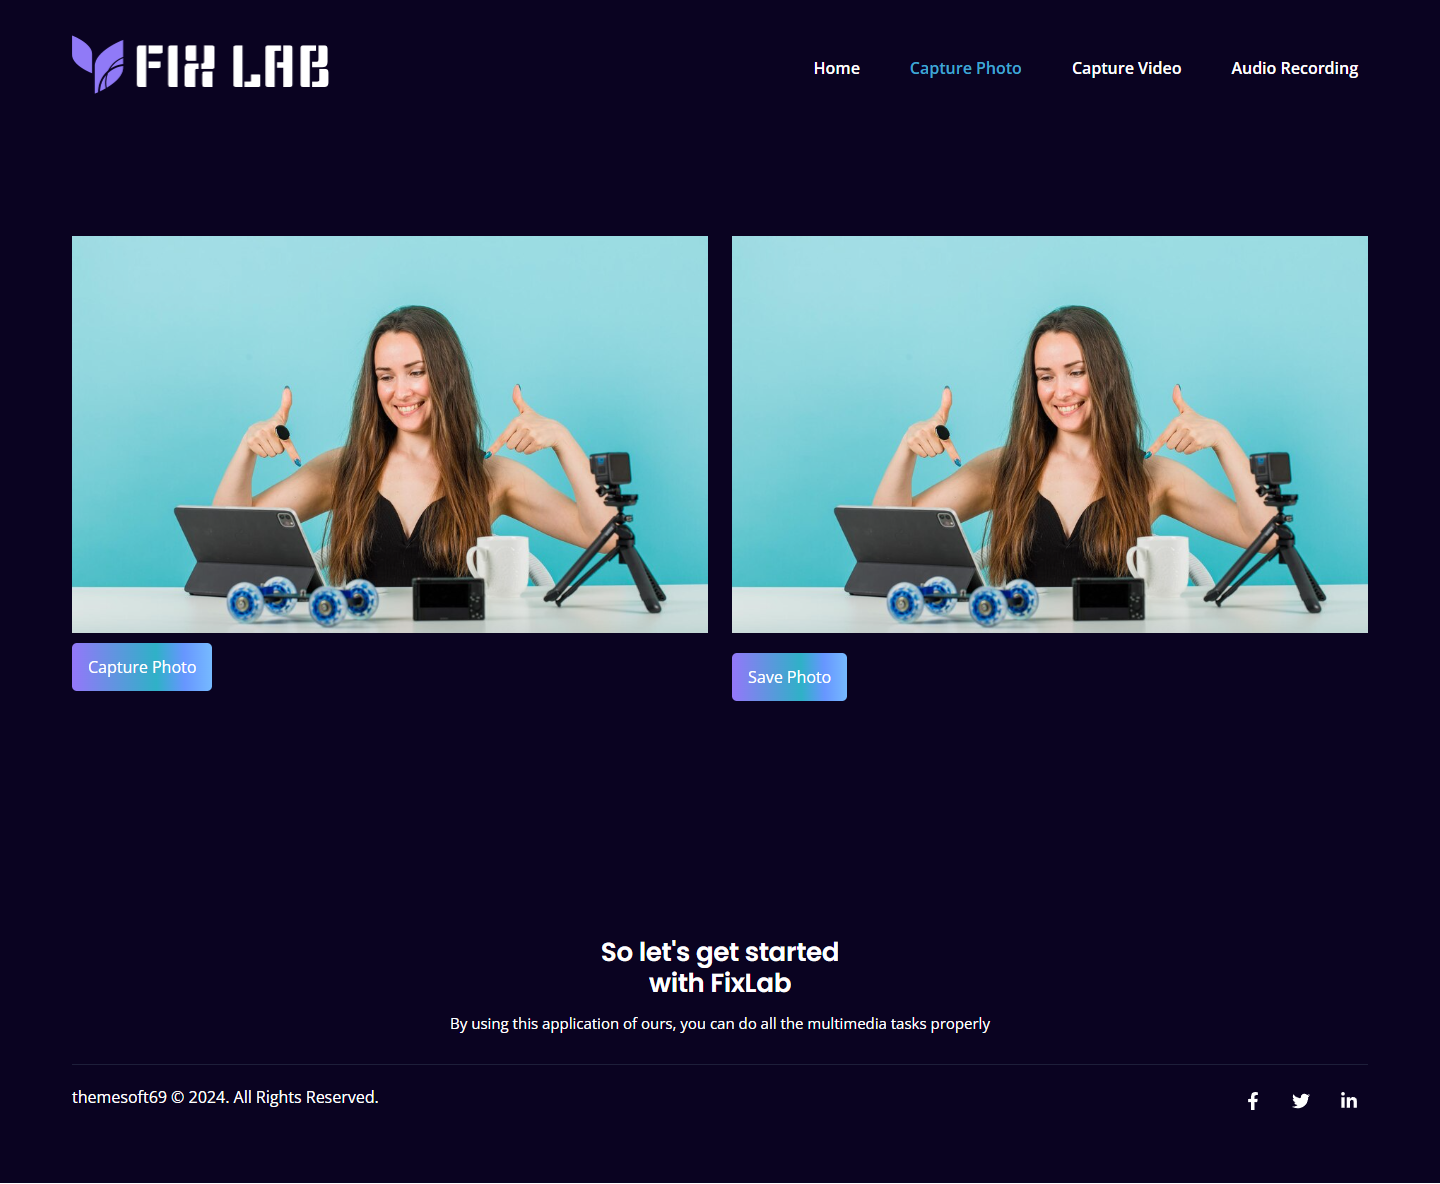 FIX LAB
Home Capture Photo Capture Video Audio Recording
Capture Photo
Save Photo
So let's get started
with FixLab
By using this application of ours, you can do all the multimedia tasks properly
themesoft69 © 2024. All Rights Reserved.